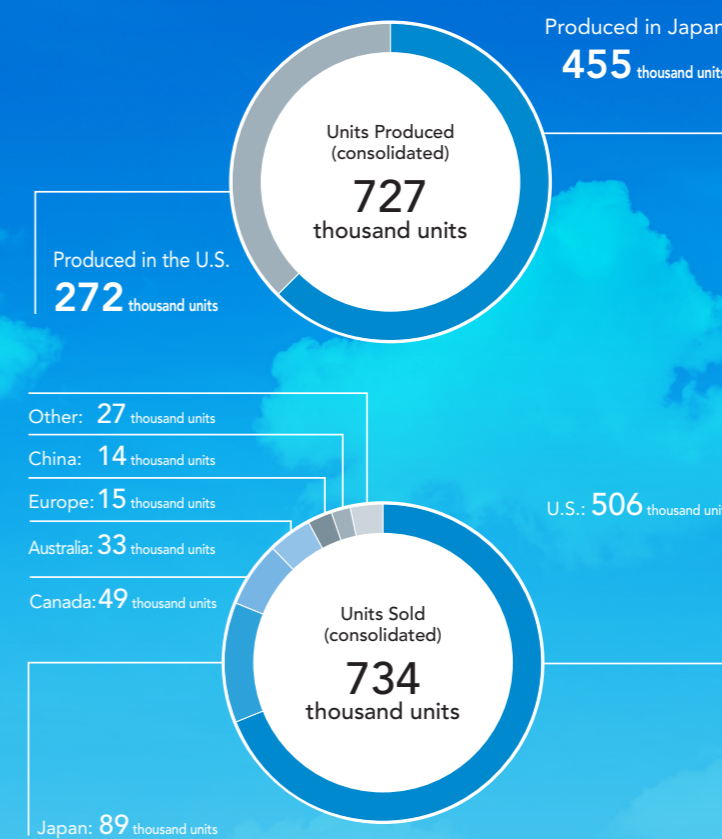 Produced in Japan
455 thousand units
Units Produced
(consolidated)
727
thousand units
Produced in the U.S.
272 thousand units
Other: 27 thousand units
China: 14 thousand units
Europe: 15 thousand units
Australia: 33 thousand units
Canada: 49 thousand units
U.S.: 506 thousand uni
Units Sold
(consolidated)
734
thousand units
Japan: 89 thousand units